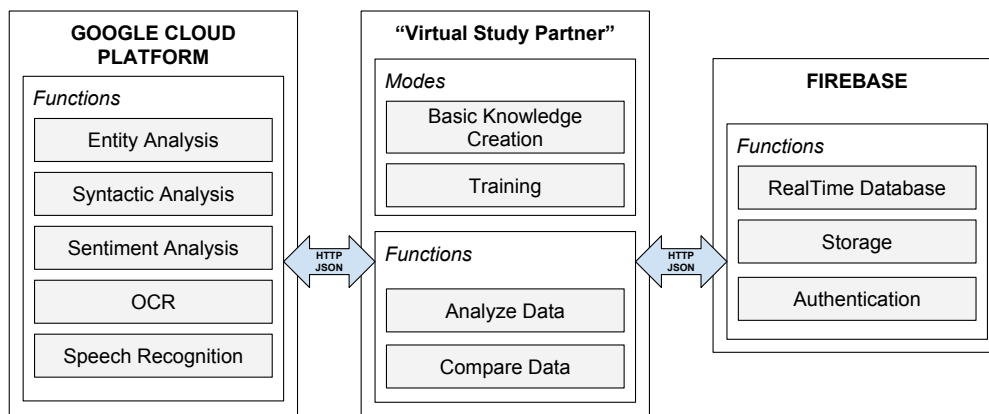 GOOGLE CLOUD
PLATFORM
Functions
Entity Analysis
Syntactic Analysis
Sentiment Analysis
OCR
Speech Recognition
HTTP
JSON
“Virtual Study Partner”
Modes
Basic Knowledge
Creation
Training
Functions
Analyze Data
Compare Data
HTTP
JSON
FIREBASE
Functions
RealTime Database
Storage
Authentication